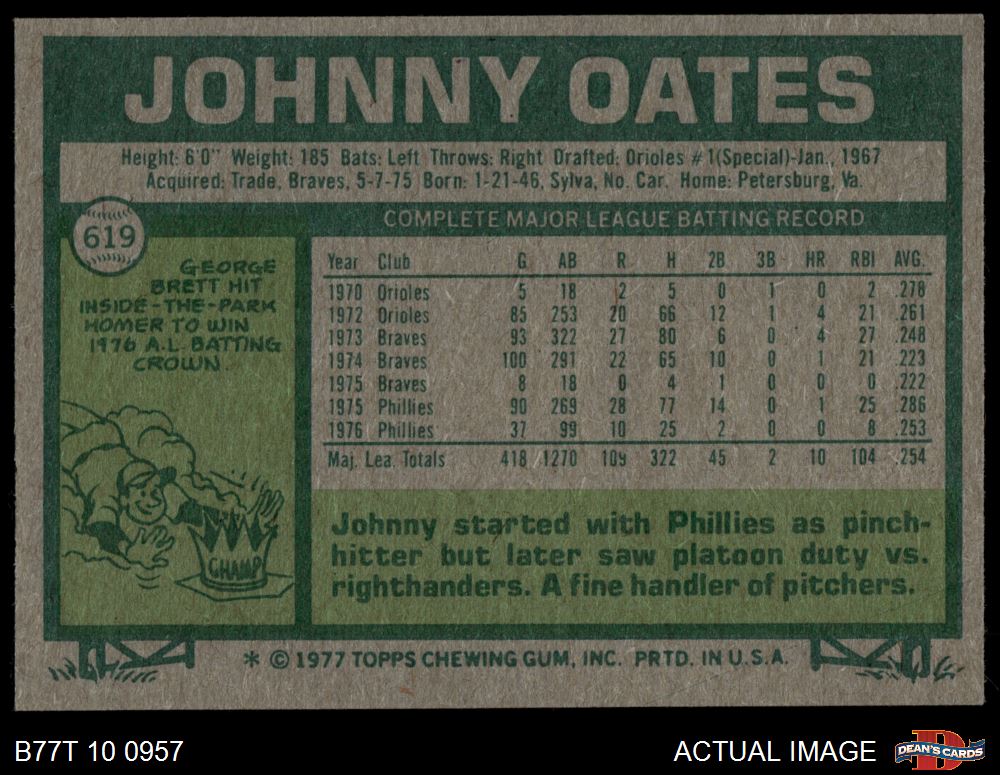 JOHNNY OATES
Height: 6'0" Weight: 185 Bats: Left Throws: Right Drafted: Orioles #1(Special)-Jan., 1967
Acquired: Trade, Braves, 5-7-75 Born: 1-21-46, Sylva, No. Car. Home: Petersburg, Va.
619
COMPLETE MAJOR LEAGUE BATTING RECORD
GEORGE
BRETT HIT
INSIDE-THE-PARK
HOMER TO WIN
1976 A.L. BATTING
CROWN.
CHAMP
Year Club G AB R H 2B 3B HR RBI AVG.
1970 Orioles 5 18 2 5 0 1 0 2 .278
1972 Orioles 85 253 20 66 12 1 4 21 .261
1973 Braves 93 322 27 80 6 0 4 27 .248
1974 Braves 100 291 22 65 10 0 1 21 .223
1975 Braves 8 18 0 4 1 0 0 0 .222
1975 Phillies 90 269 28 77 14 0 1 25 .286
1976 Phillies 37 99 10 25 2 0 0 8 .253
Maj. Lea. Totals 418 1270 109 322 45 2 10 104 .254
Johnny started with Phillies as pinch-
hitter but later saw platoon duty vs.
righthanders. A fine handler of pitchers.
* © 1977 TOPPS CHEWING GUM, INC. PRTD. IN U.S.A.
B77T 10 0957
ACTUAL IMAGE
DEAN'S CARDS